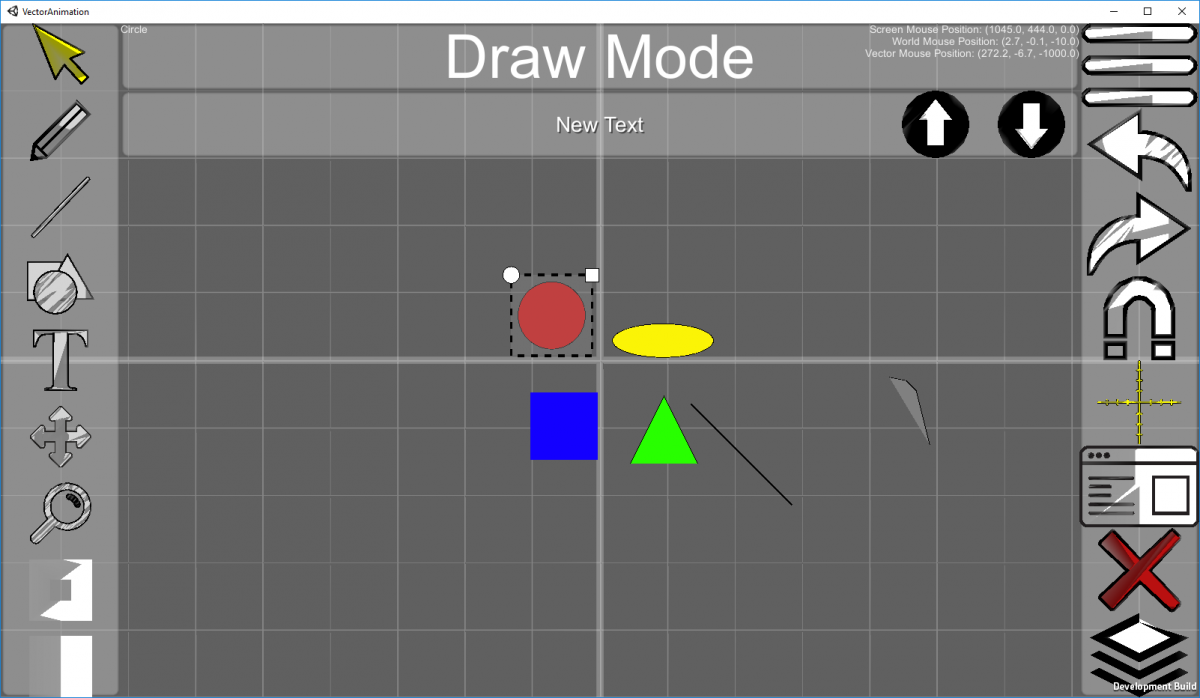 VectorAnimation
Circle
Draw Mode
Screen Mouse Position: (1045.0, 444.0, 0.0)
World Mouse Position: (2.7, -0.1, -10.0)
Vector Mouse Position: (272.2, -6.7, -1000.0)
New Text
T
Development Build